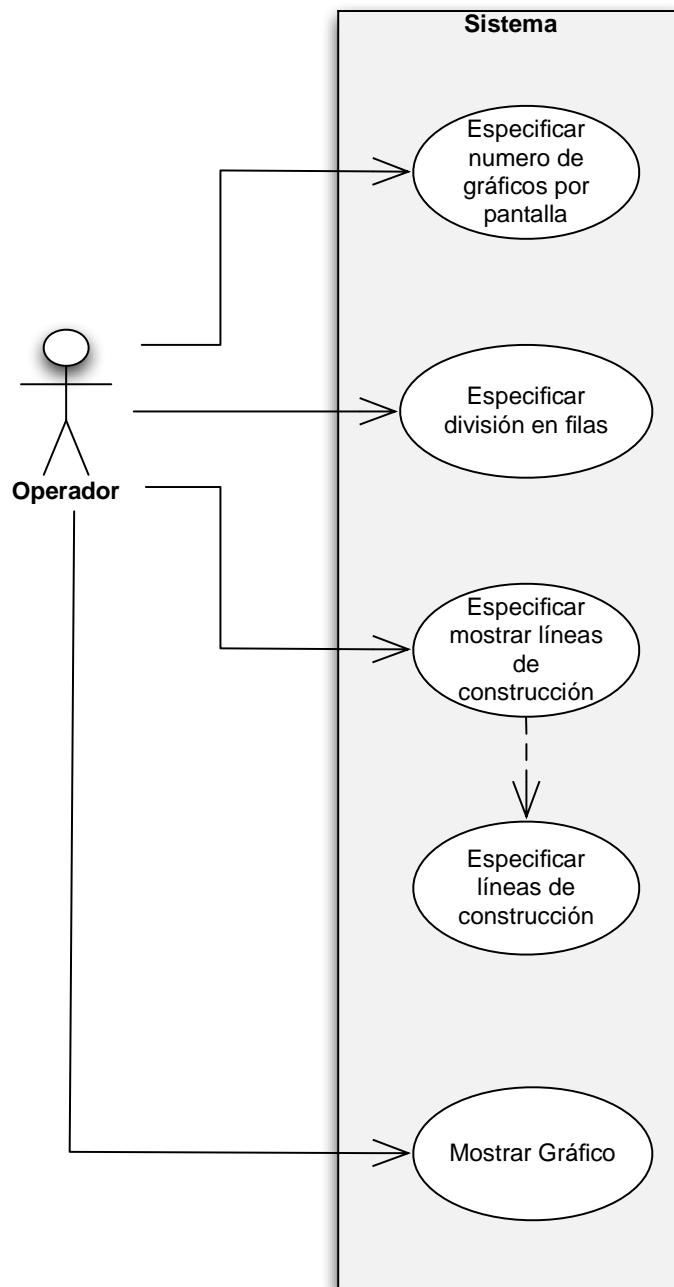 Sistema
Especificar
numero de
gráficos por
pantalla
Especificar
división en filas
Operador
Especificar
mostrar líneas
de
construcción
Especificar
líneas de
construcción
Mostrar Gráfico